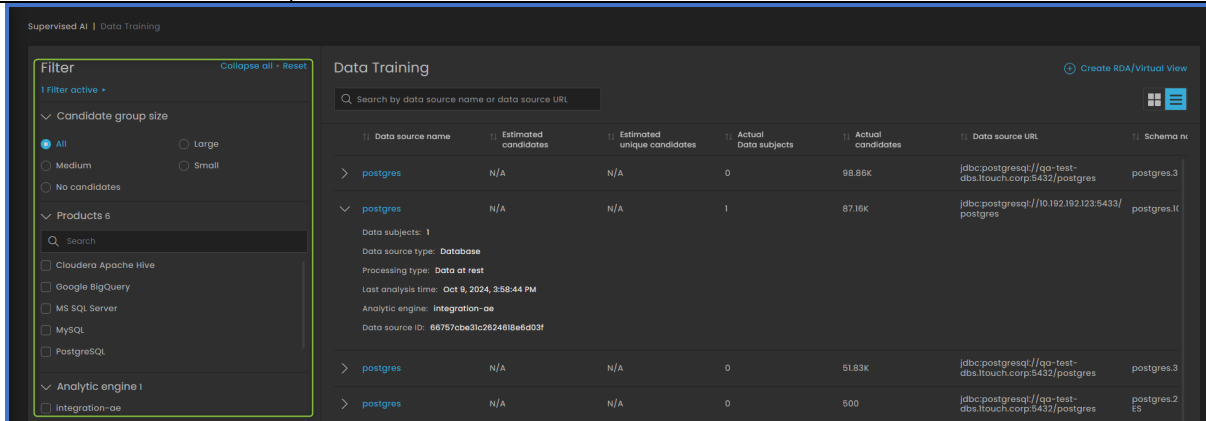 Supervised AI | Data Training
Filter
Collapse all • Reset
1 Filter active
Candidate group size
All
Large
Medium
Small
No candidates
Products 6
Search
Cloudera Apache Hive
Google BigQuery
MS SQL Server
MySQL
PostgreSQL
Analytic engine 1
integration-ae
Data Training
Create RDA/Virtual View
Search by data source name or data source URL
Data source name
Estimated
candidates
Estimated
unique candidates
Actual
Data subjects
Actual
candidates
Data source URL
Schema na
postgres N/A N/A 0 98.86K
jdbc:postgresql://qa-test-
dbs.1touch.corp:5432/postgres
postgres.3
postgres N/A N/A 1 87.16K
jdbc:postgresql://10.192.192.123:5433/
postgres
postgres.10
Data subjects: 1
Data source type: Database
Processing type: Data at rest
Last analysis time: Oct 9, 2024, 3:58:44 PM
Analytic engine: integration-ae
Data source ID: 66757cbe31c2624618e6d03f
postgres N/A N/A 0 51.83K
jdbc:postgresql://qa-test-
dbs.1touch.corp:5432/postgres
postgres.3
postgres N/A N/A 0 500
jdbc:postgresql://qa-test-
dbs.1touch.corp:5432/postgres
postgres.2
ES